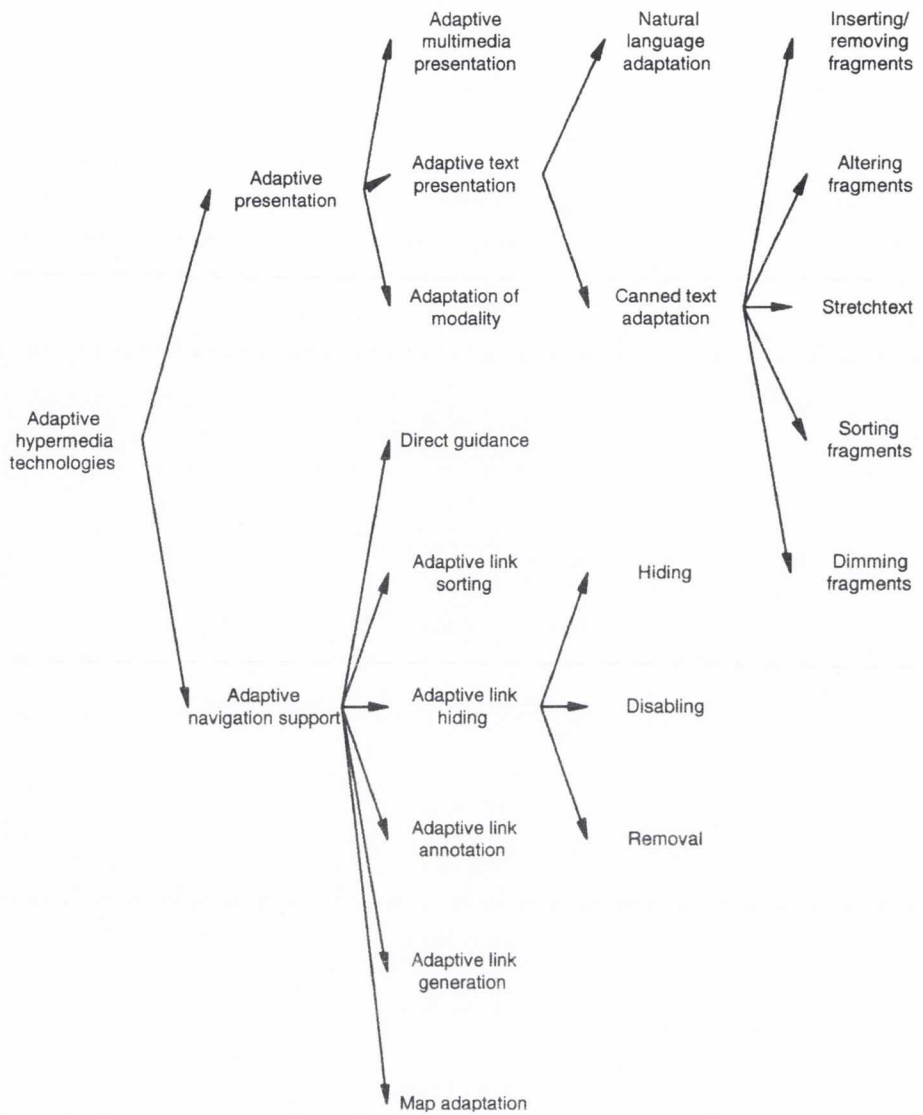 Adaptive
multimedia
presentation
Natural
language
adaptation
Inserting/
removing
fragments
Adaptive
presentation
Adaptive text
presentation
Altering
fragments
Adaptation of
modality
Canned text
adaptation
Stretchtext
Adaptive
hypermedia
technologies
Direct guidance
Sorting
fragments
Adaptive link
sorting
Hiding
Dimming
fragments
Adaptive
navigation support
Adaptive link
hiding
Disabling
Adaptive link
annotation
Removal
Adaptive link
generation
Map adaptation